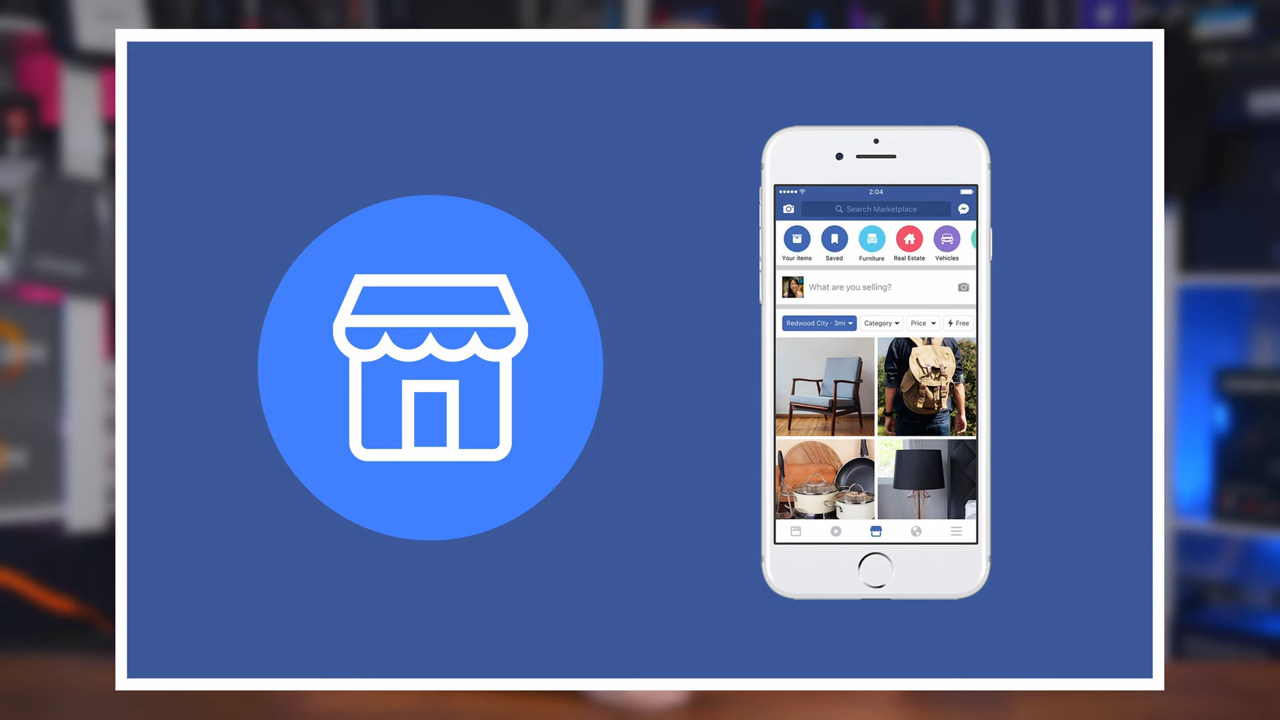 2:04
Search Marketplace
Your items Saved Furniture Real Estate Vehicles
What are you selling?
Redwood City · 3mi Category Price Free